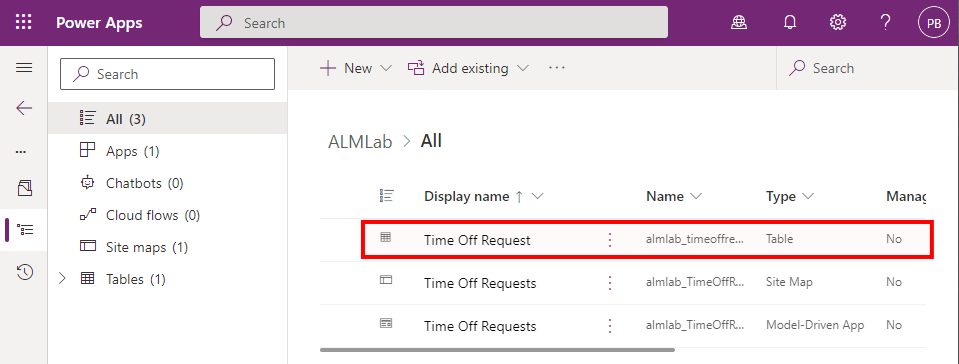 Power Apps
Search
PB
Search
New
Add existing
...
Search
All (3)
Apps (1)
Chatbots (0)
Cloud flows (0)
Site maps (1)
Tables (1)
ALMLab > All
Display name ↑ Name Type Manag
Time Off Request almlab_timeoffre... Table No
Time Off Requests almlab_TimeOffR... Site Map No
Time Off Requests almlab_TimeOffR... Model-Driven App No